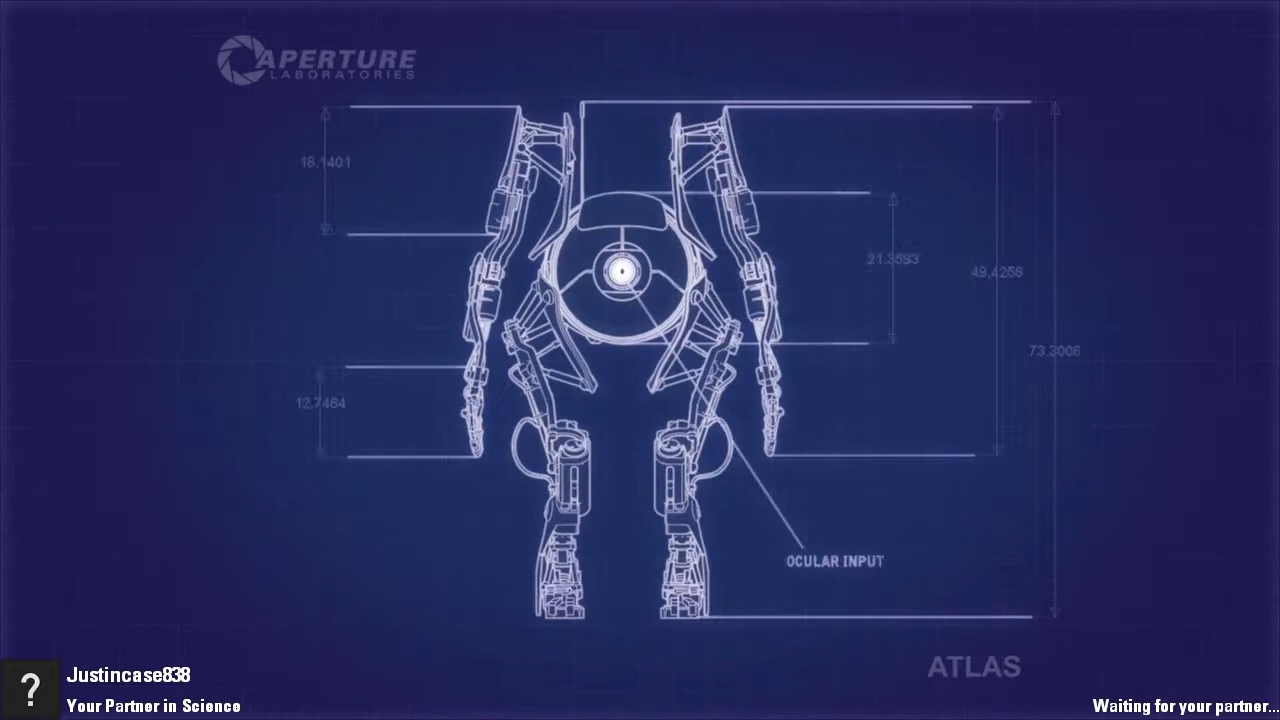 APERTURE
LABORATORIES
18.1401
21.3593
49.4256
73.3006
12.7464
OCULAR INPUT
ATLAS
?
Justincase838
Your Partner in Science
Waiting for your partner...